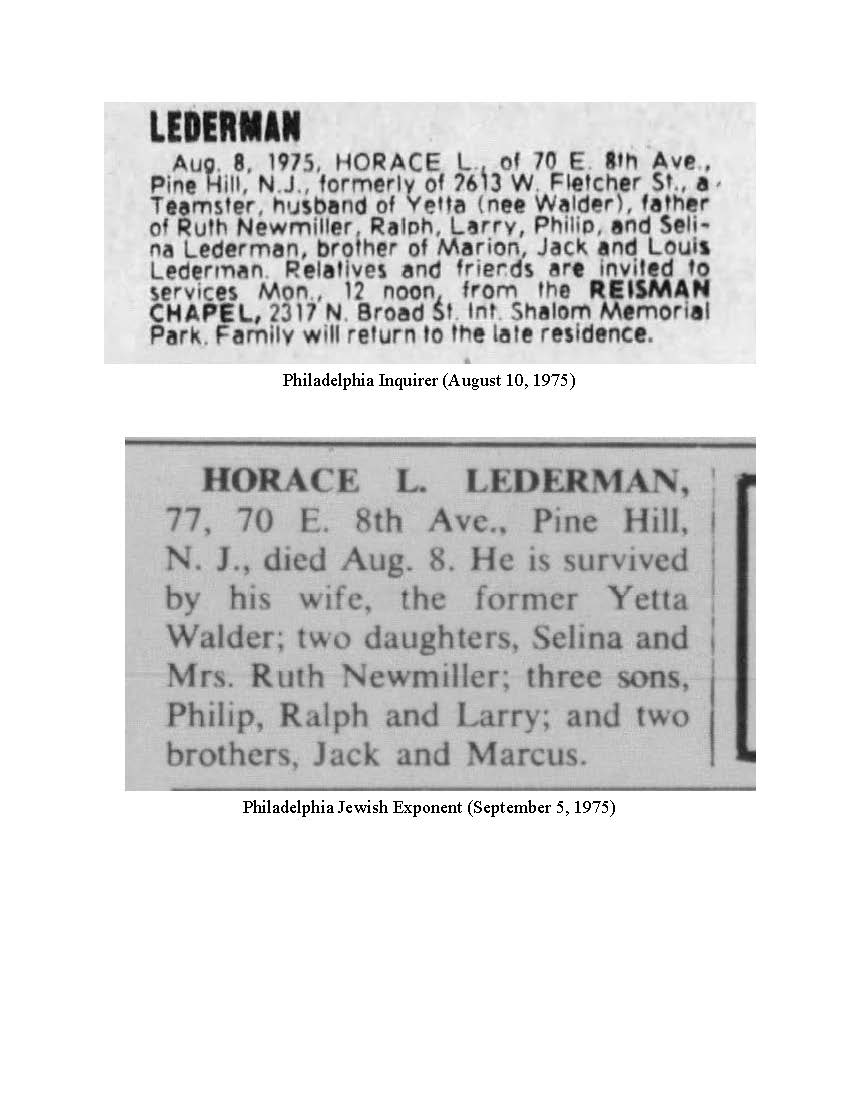 LEDERMAN
Aug. 8, 1975, HORACE L., of 70 E. 8th Ave.,
Pine Hill, N.J., formerly of 2613 W. Fletcher St., a
Teamster, husband of Yetta (nee Walder), father
of Ruth Newmiller, Ralph, Larry, Philip, and Seli-
na Lederman, brother of Marion, Jack and Louis
Lederman. Relatives and friends are invited to
services Mon., 12 noon, from the REISMAN
CHAPEL, 2317 N. Broad St. Int. Shalom Memorial
Park. Family will return to the late residence.
Philadelphia Inquirer (August 10, 1975)
HORACE L. LEDERMAN,
77, 70 E. 8th Ave., Pine Hill,
N. J., died Aug. 8. He is survived
by his wife, the former Yetta
Walder; two daughters, Selina and
Mrs. Ruth Newmiller; three sons,
Philip, Ralph and Larry; and two
brothers, Jack and Marcus.
Philadelphia Jewish Exponent (September 5, 1975)